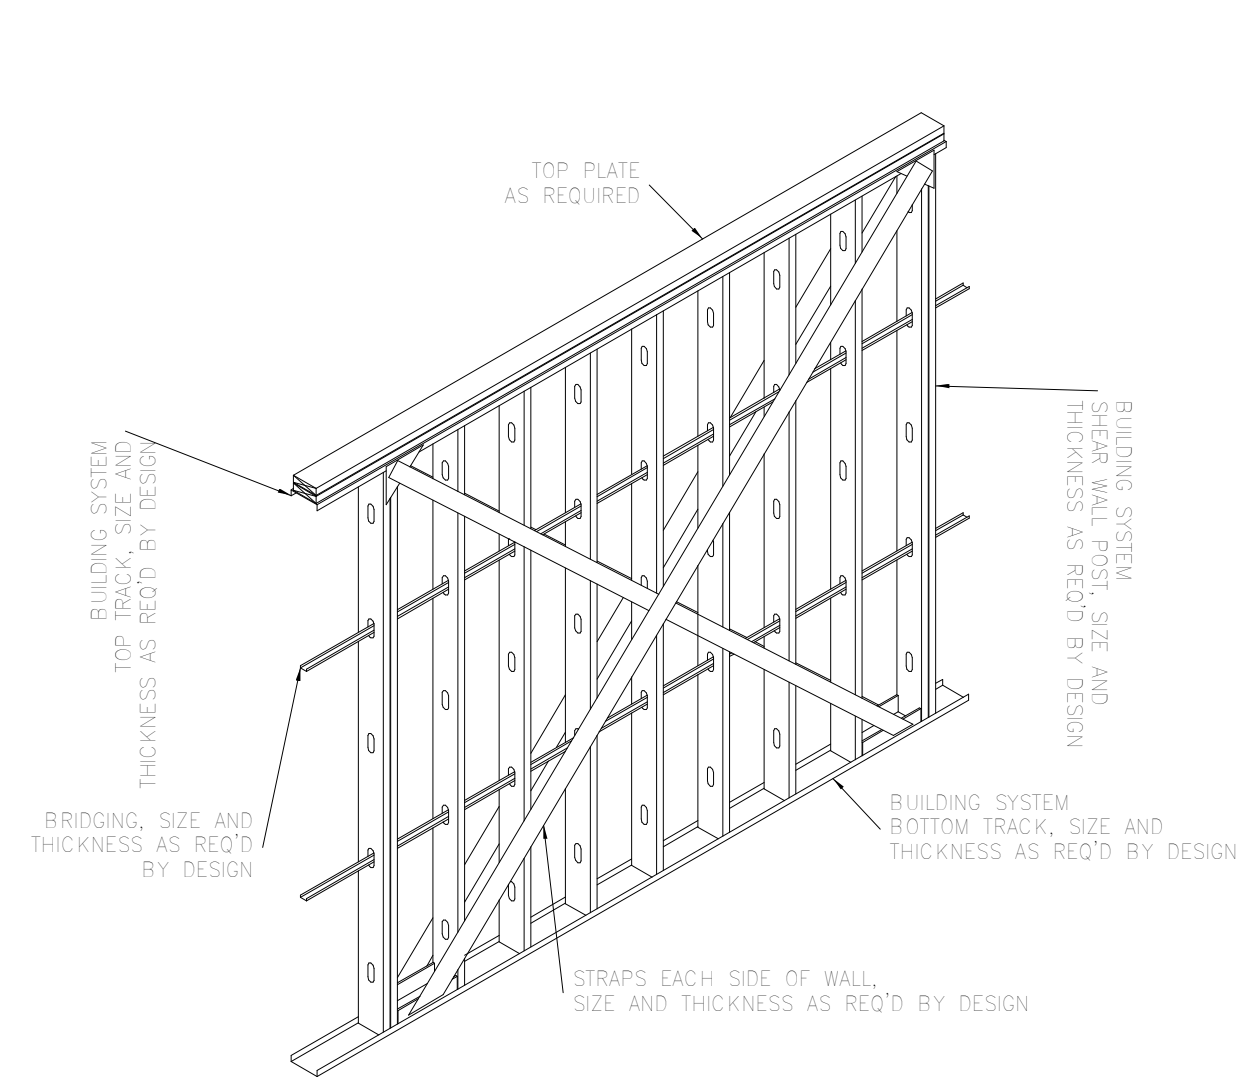 TOP PLATE
AS REQUIRED
BUILDING SYSTEM
TOP TRACK, SIZE AND
THICKNESS AS REQ'D BY DESIGN
BUILDING SYSTEM
SHEAR WALL POST, SIZE AND
THICKNESS AS REQ'D BY DESIGN
BRIDGING, SIZE AND
THICKNESS AS REQ'D
BY DESIGN
BUILDING SYSTEM
BOTTOM TRACK, SIZE AND
THICKNESS AS REQ'D BY DESIGN
STRAPS EACH SIDE OF WALL,
SIZE AND THICKNESS AS REQ'D BY DESIGN